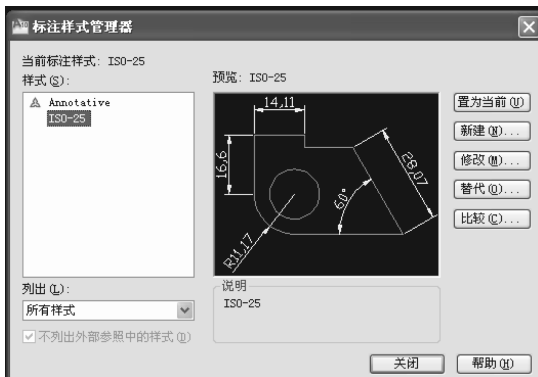 标注样式管理器
当前标注样式: ISO-25
样式(S):
Annotative
ISO-25
预览: ISO-25
14,11
16,6
28,07
60°
R11,17
置为当前(U)
新建(N)...
修改(M)...
替代(O)...
比较(C)...
列出(L):
所有样式
不列出外部参照中的样式(D)
说明
ISO-25
关闭
帮助(H)